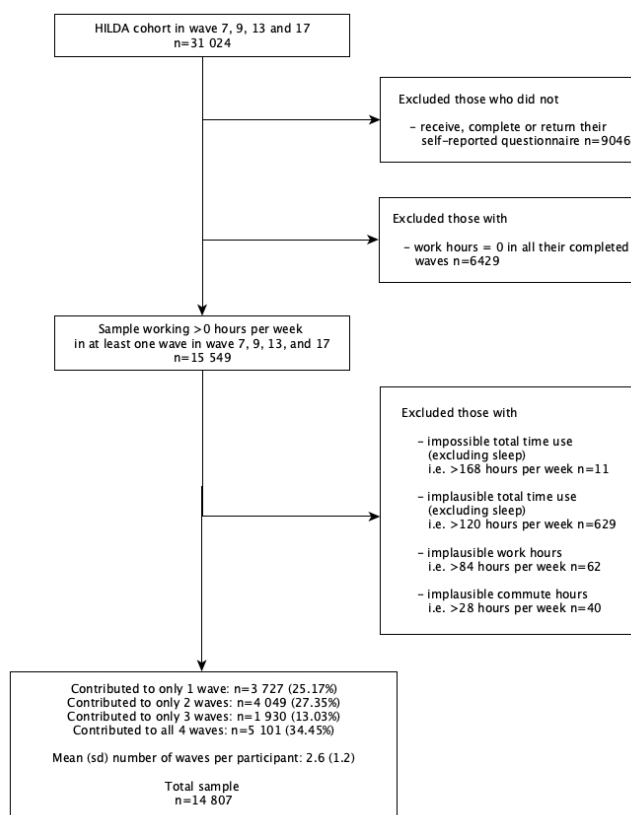 HILDA cohort in wave 7, 9, 13 and 17
n=31 024
Excluded those who did not
– receive, complete or return their
self-reported questionnaire n=9046
Excluded those with
– work hours = 0 in all their completed
waves n=6429
Sample working >0 hours per week
in at least one wave in wave 7, 9, 13, and 17
n=15 549
Excluded those with
– impossible total time use
(excluding sleep)
i.e. >168 hours per week n=11
– implausible total time use
(excluding sleep)
i.e. >120 hours per week n=629
– implausible work hours
i.e. >84 hours per week n=62
– implausible commute hours
i.e. >28 hours per week n=40
Contributed to only 1 wave: n=3 727 (25.17%)
Contributed to only 2 waves: n=4 049 (27.35%)
Contributed to only 3 waves: n=1 930 (13.03%)
Contributed to all 4 waves: n=5 101 (34.45%)
Mean (sd) number of waves per participant: 2.6 (1.2)
Total sample
n=14 807